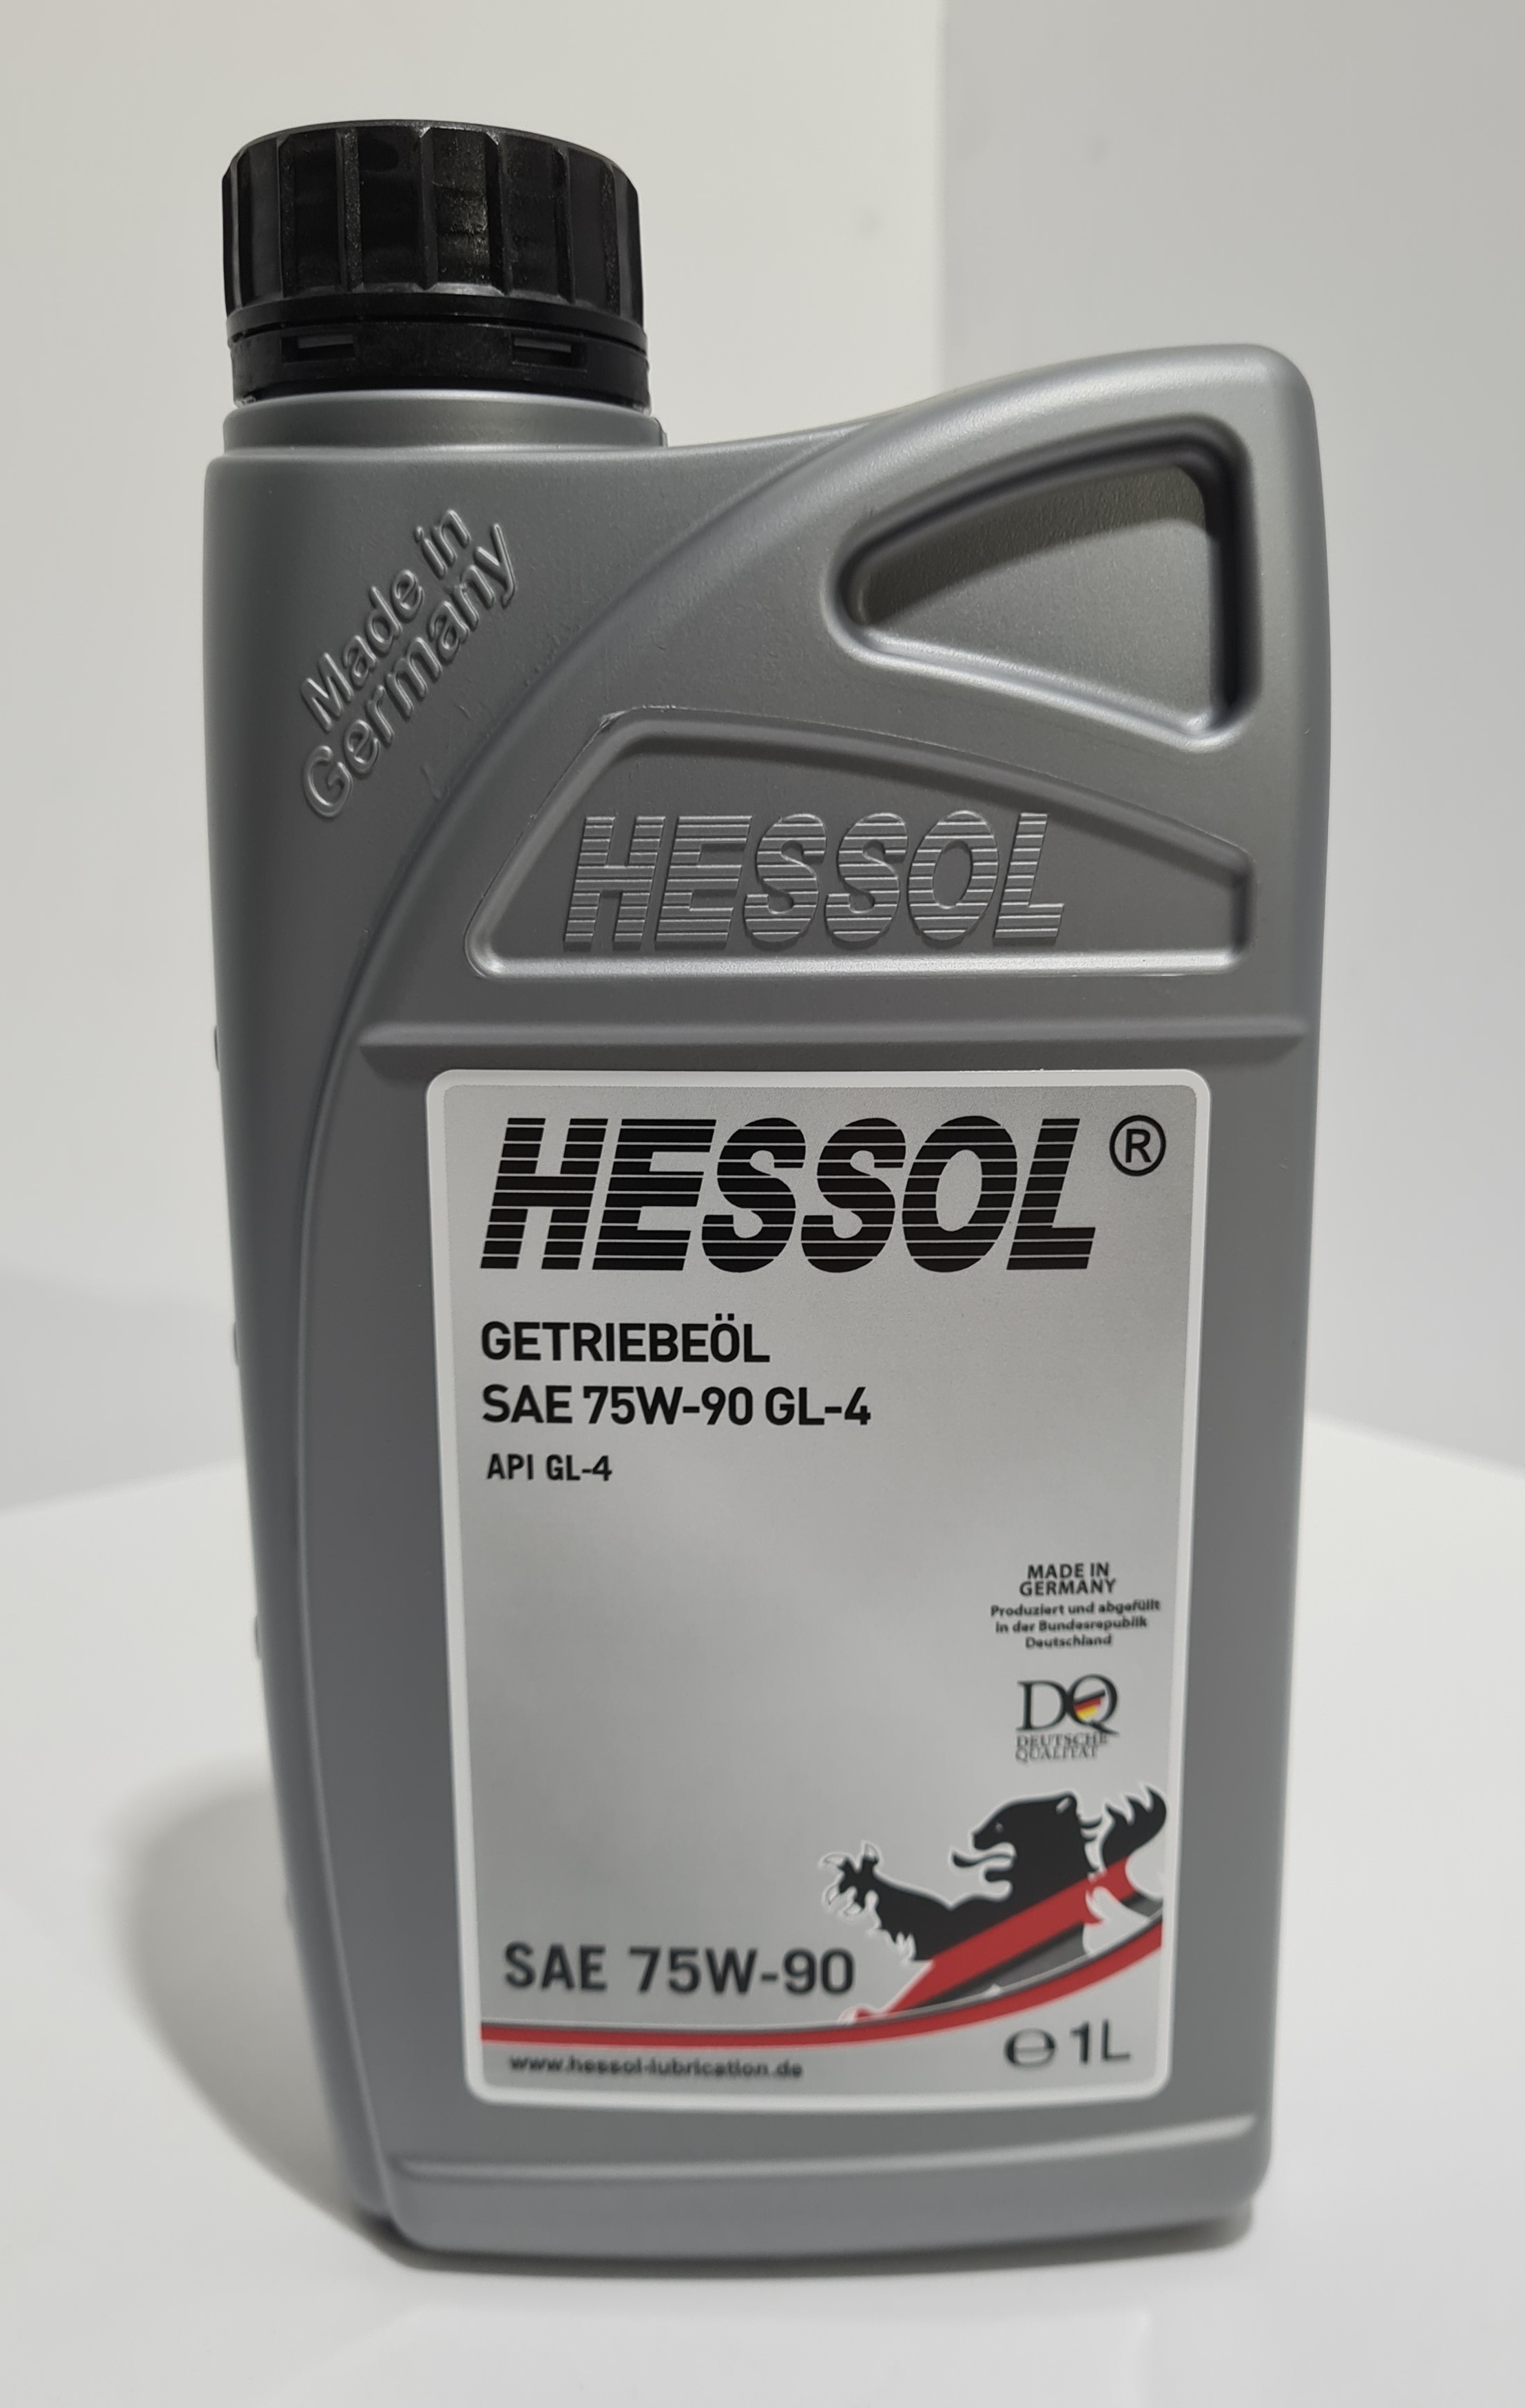 Made in
Germany
HESSOL
HESSOL ®
GETRIEBEÖL
SAE 75W-90 GL-4
API GL-4
MADE IN
GERMANY
Produziert und abgefüllt
in der Bundesrepublik
Deutschland
DQ
DEUTSCHE
QUALITÄT
SAE 75W-90
www.hessol-lubrication.de
℮ 1L